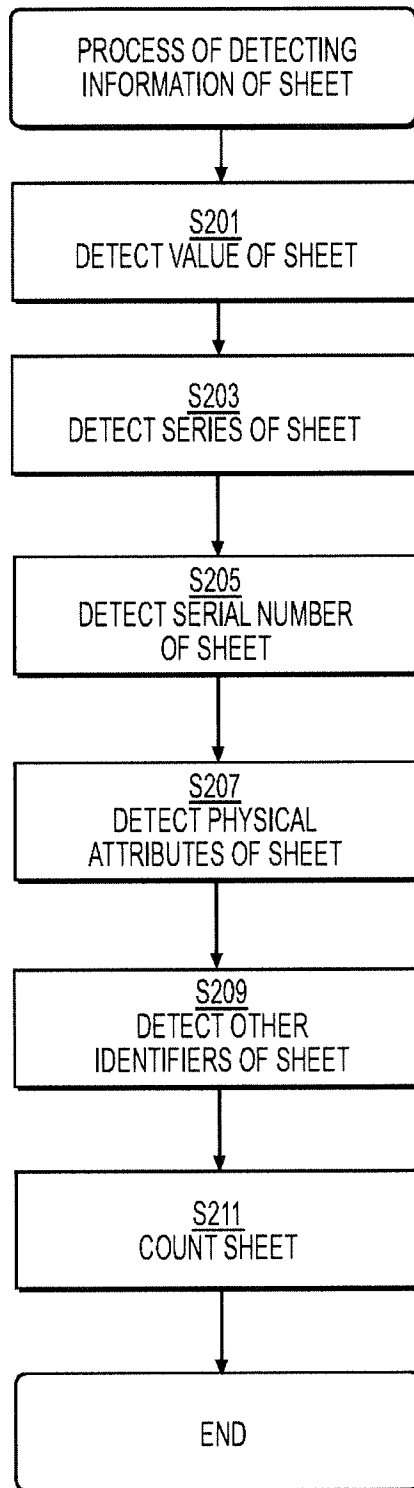 PROCESS OF DETECTING
INFORMATION OF SHEET
S201
DETECT VALUE OF SHEET
S203
DETECT SERIES OF SHEET
S205
DETECT SERIAL NUMBER
OF SHEET
S207
DETECT PHYSICAL
ATTRIBUTES OF SHEET
S209
DETECT OTHER
IDENTIFIERS OF SHEET
S211
COUNT SHEET
END